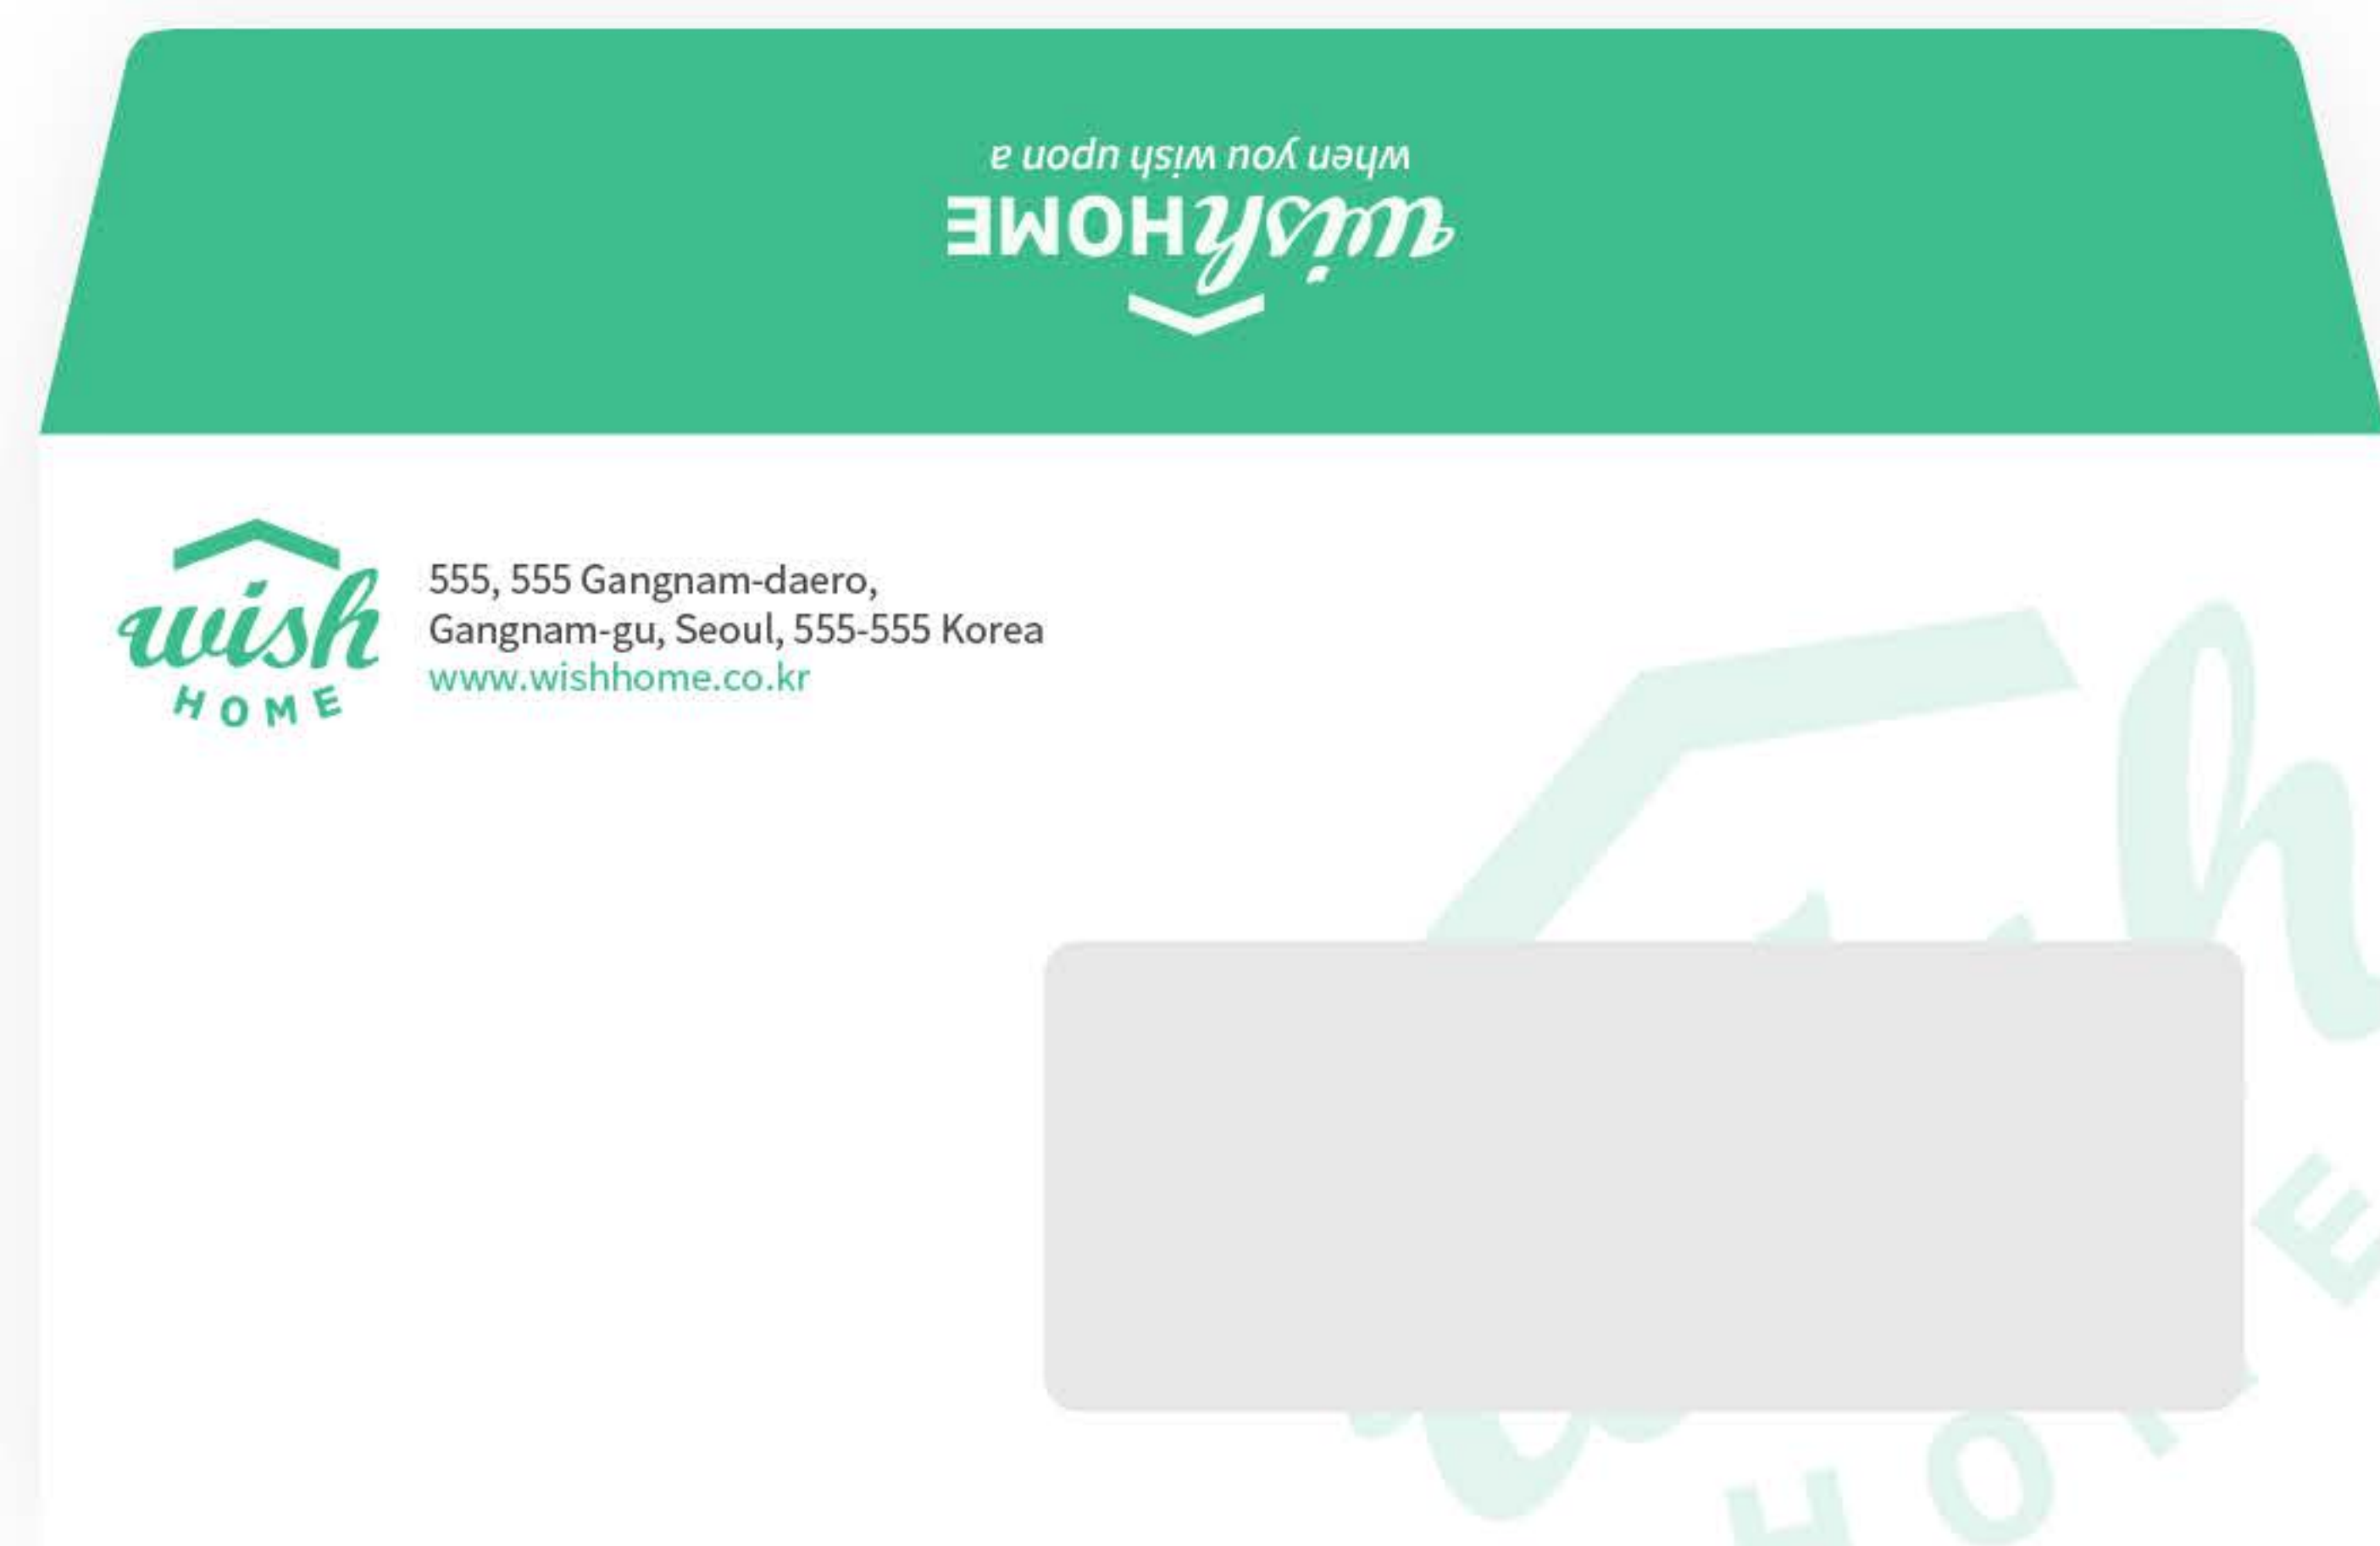 wishHOME
when you wish upon a
wish
HOME
555, 555 Gangnam-daero,
Gangnam-gu, Seoul, 555-555 Korea
www.wishhome.co.kr